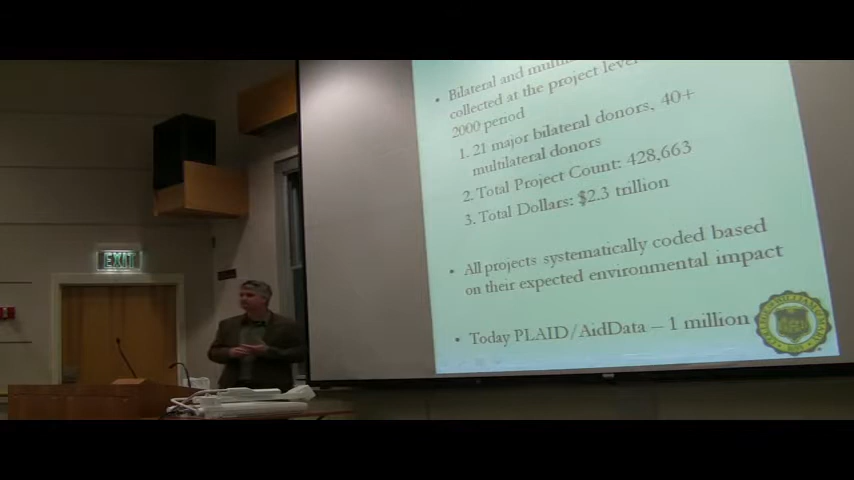 Bilateral and
collected at the project level
2000 period
1. 21 major bilateral donors, 40+
multilateral donors
2. Total Project Count: 428,663
3. Total Dollars: $2.3 trillion
• All projects systematically coded based
on their expected environmental impact
• Today PLAID/AidData – 1 million
EXIT